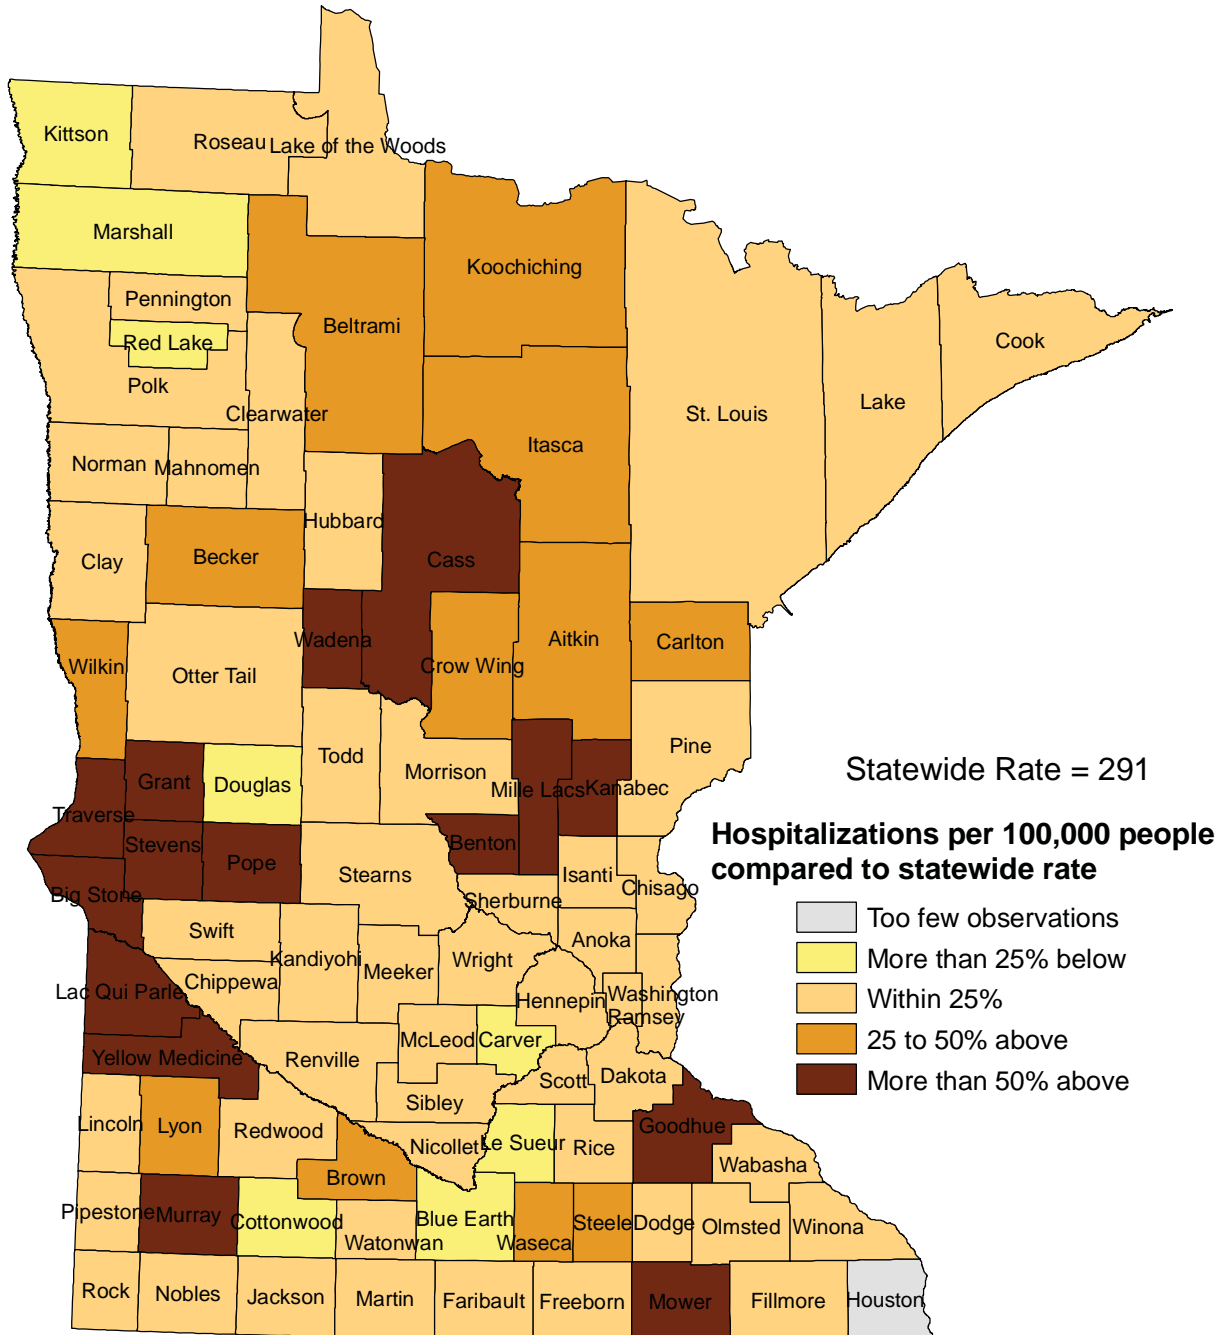 Kittson
Roseau
Lake of the Woods
Marshall
Koochiching
Pennington
Beltrami
Red Lake
Cook
Polk
Clearwater
St. Louis
Lake
Itasca
Norman
Mahnomen
Hubbard
Clay
Becker
Cass
Wadena
Aitkin
Carlton
Wilkin
Otter Tail
Crow Wing
Pine
Todd
Morrison
Grant
Douglas
Mille Lacs
Kanabec
Statewide Rate = 291
Traverse
Stevens
Benton
Pope
Hospitalizations per 100,000 people
compared to statewide rate
Stearns
Isanti
Chisago
Big Stone
Sherburne
Too few observations
Swift
Anoka
Kandiyohi
Wright
More than 25% below
Meeker
Chippewa
Lac Qui Parle
Hennepin
Washington
Within 25%
Ramsey
McLeod
Carver
25 to 50% above
Yellow Medicine
Renville
Scott
Dakota
More than 50% above
Sibley
Lincoln
Lyon
Redwood
Goodhue
Nicollet
Le Sueur
Rice
Wabasha
Brown
Pipestone
Murray
Cottonwood
Blue Earth
Steele
Dodge
Olmsted
Winona
Watonwan
Waseca
Rock
Nobles
Jackson
Martin
Faribault
Freeborn
Mower
Fillmore
Houston